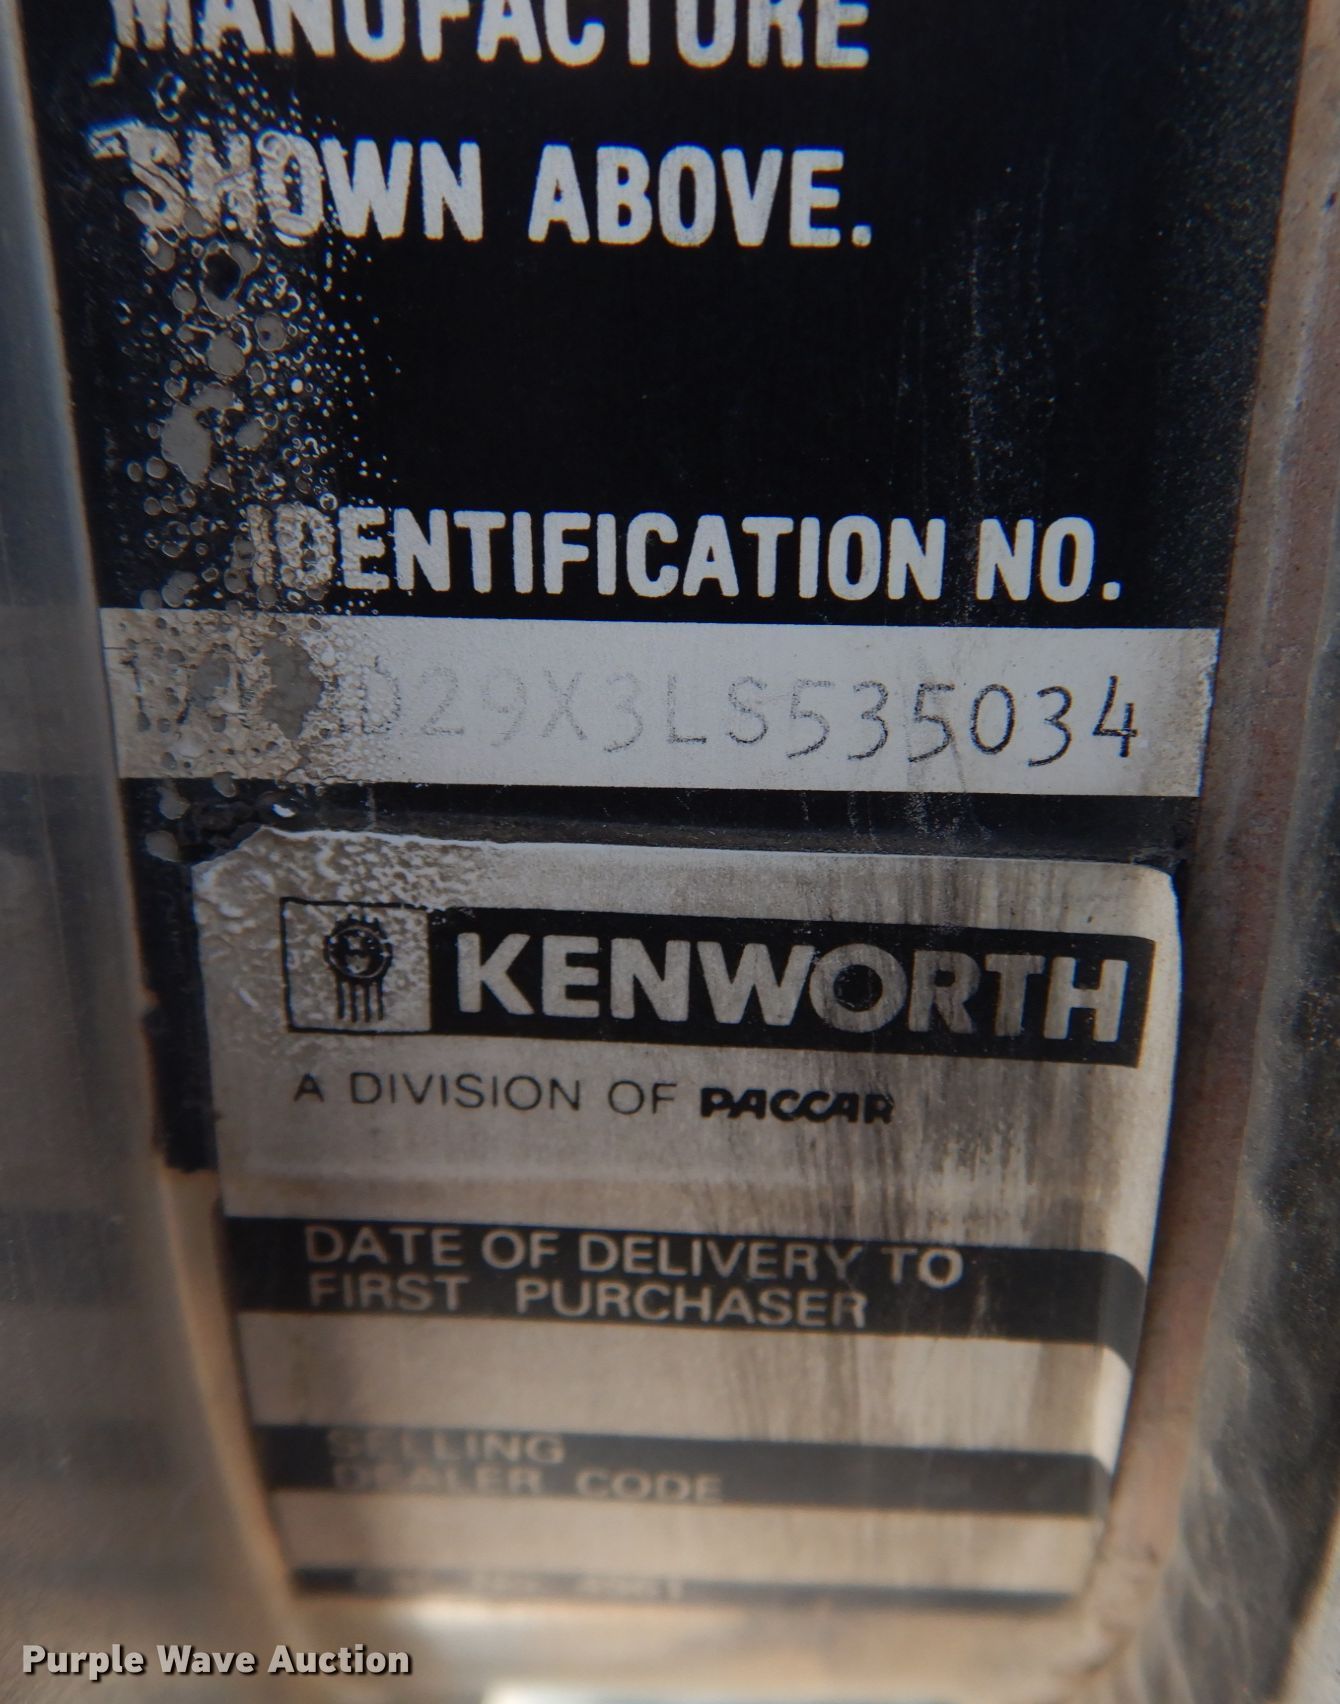 MANUFACTURE
SHOWN ABOVE.
IDENTIFICATION NO.
D29X3LS535034
KENWORTH
A DIVISION OF PACCAR
DATE OF DELIVERY TO
FIRST PURCHASER
SELLING
DEALER CODE
Purple Wave Auction